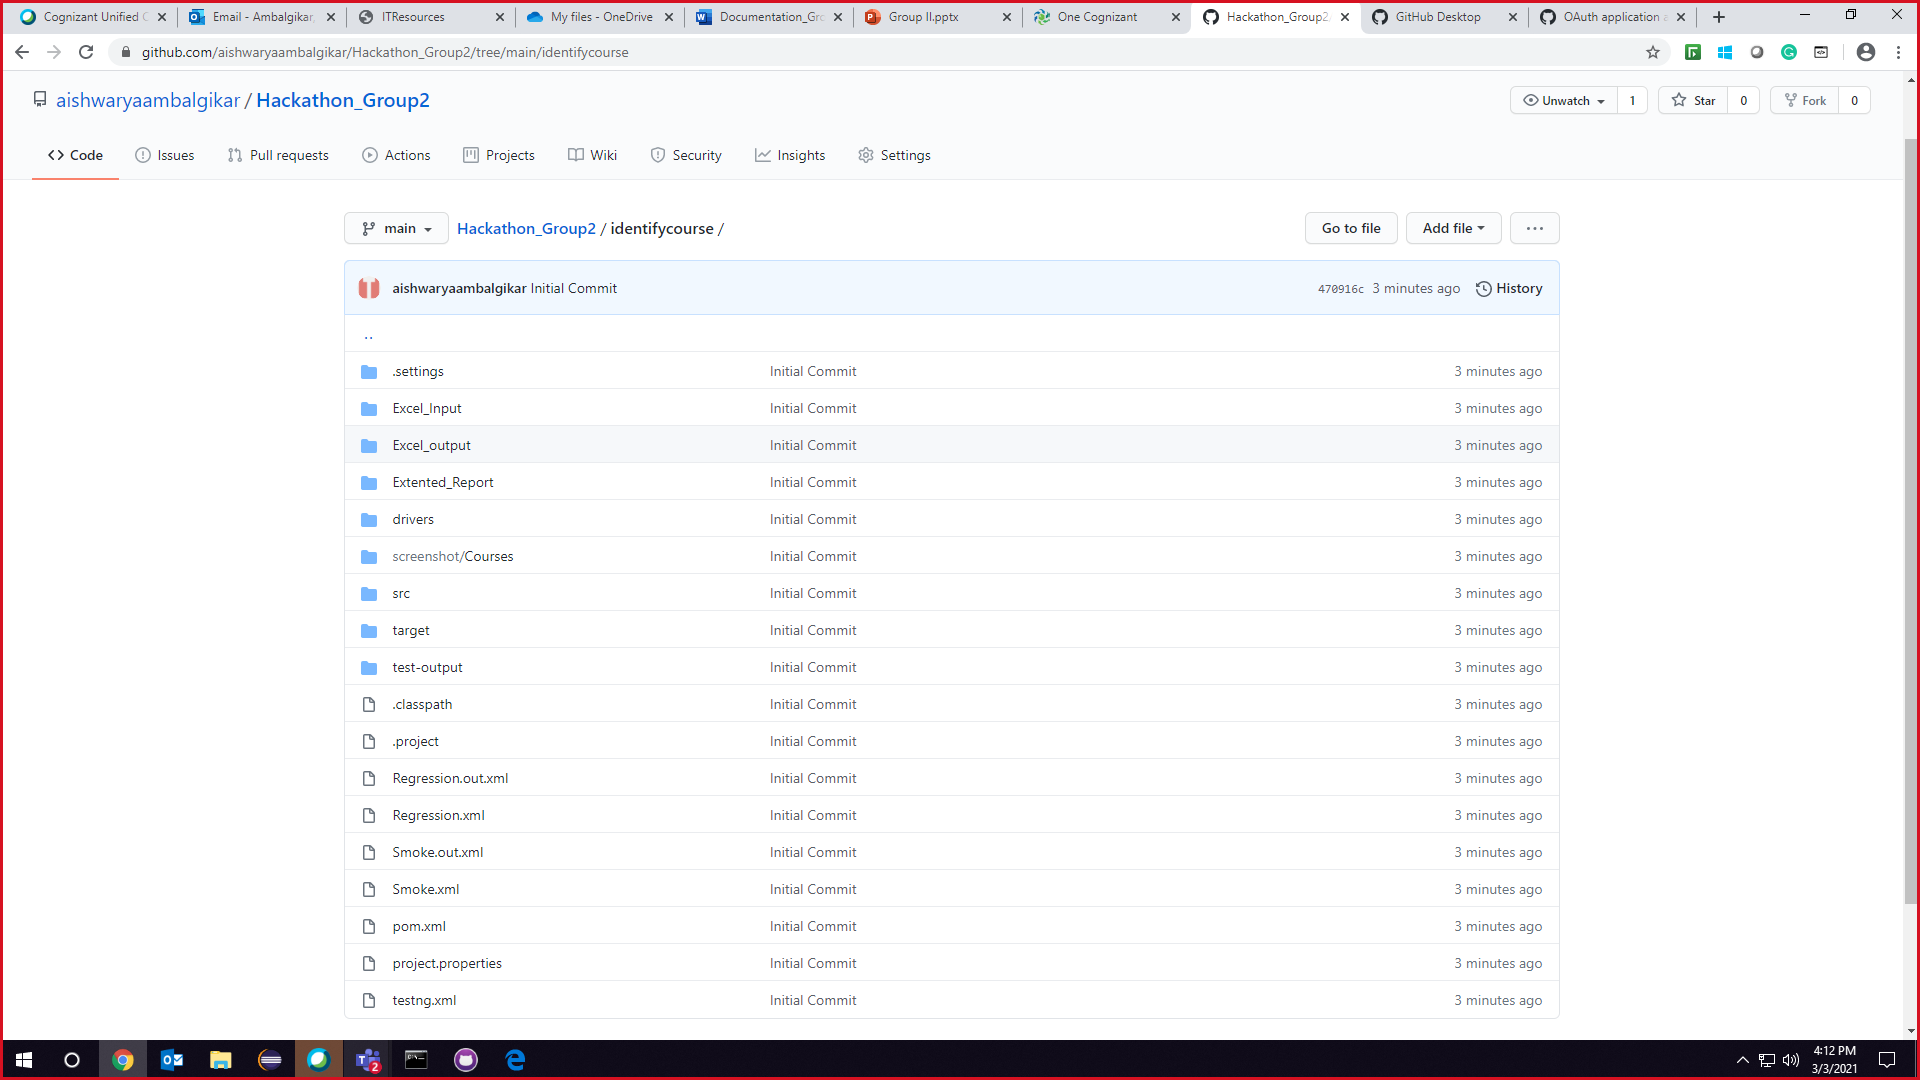 Cognizant Unified C
Email - Ambalgikar,
ITResources
My files - OneDrive
Documentation_Gro
Group II.pptx
One Cognizant
Hackathon_Group2
GitHub Desktop
OAuth application a
github.com/aishwaryaambalgikar/Hackathon_Group2/tree/main/identifycourse
aishwaryaambalgikar / Hackathon_Group2
Unwatch 1 Star 0 Fork 0
Code Issues Pull requests Actions Projects Wiki Security Insights Settings
main Hackathon_Group2 / identifycourse / Go to file Add file ...
aishwaryaambalgikar Initial Commit 470916c 3 minutes ago History
..
.settings Initial Commit 3 minutes ago
Excel_Input Initial Commit 3 minutes ago
Excel_output Initial Commit 3 minutes ago
Extented_Report Initial Commit 3 minutes ago
drivers Initial Commit 3 minutes ago
screenshot/Courses Initial Commit 3 minutes ago
src Initial Commit 3 minutes ago
target Initial Commit 3 minutes ago
test-output Initial Commit 3 minutes ago
.classpath Initial Commit 3 minutes ago
.project Initial Commit 3 minutes ago
Regression.out.xml Initial Commit 3 minutes ago
Regression.xml Initial Commit 3 minutes ago
Smoke.out.xml Initial Commit 3 minutes ago
Smoke.xml Initial Commit 3 minutes ago
pom.xml Initial Commit 3 minutes ago
project.properties Initial Commit 3 minutes ago
testng.xml Initial Commit 3 minutes ago
2
4:12 PM
3/3/2021